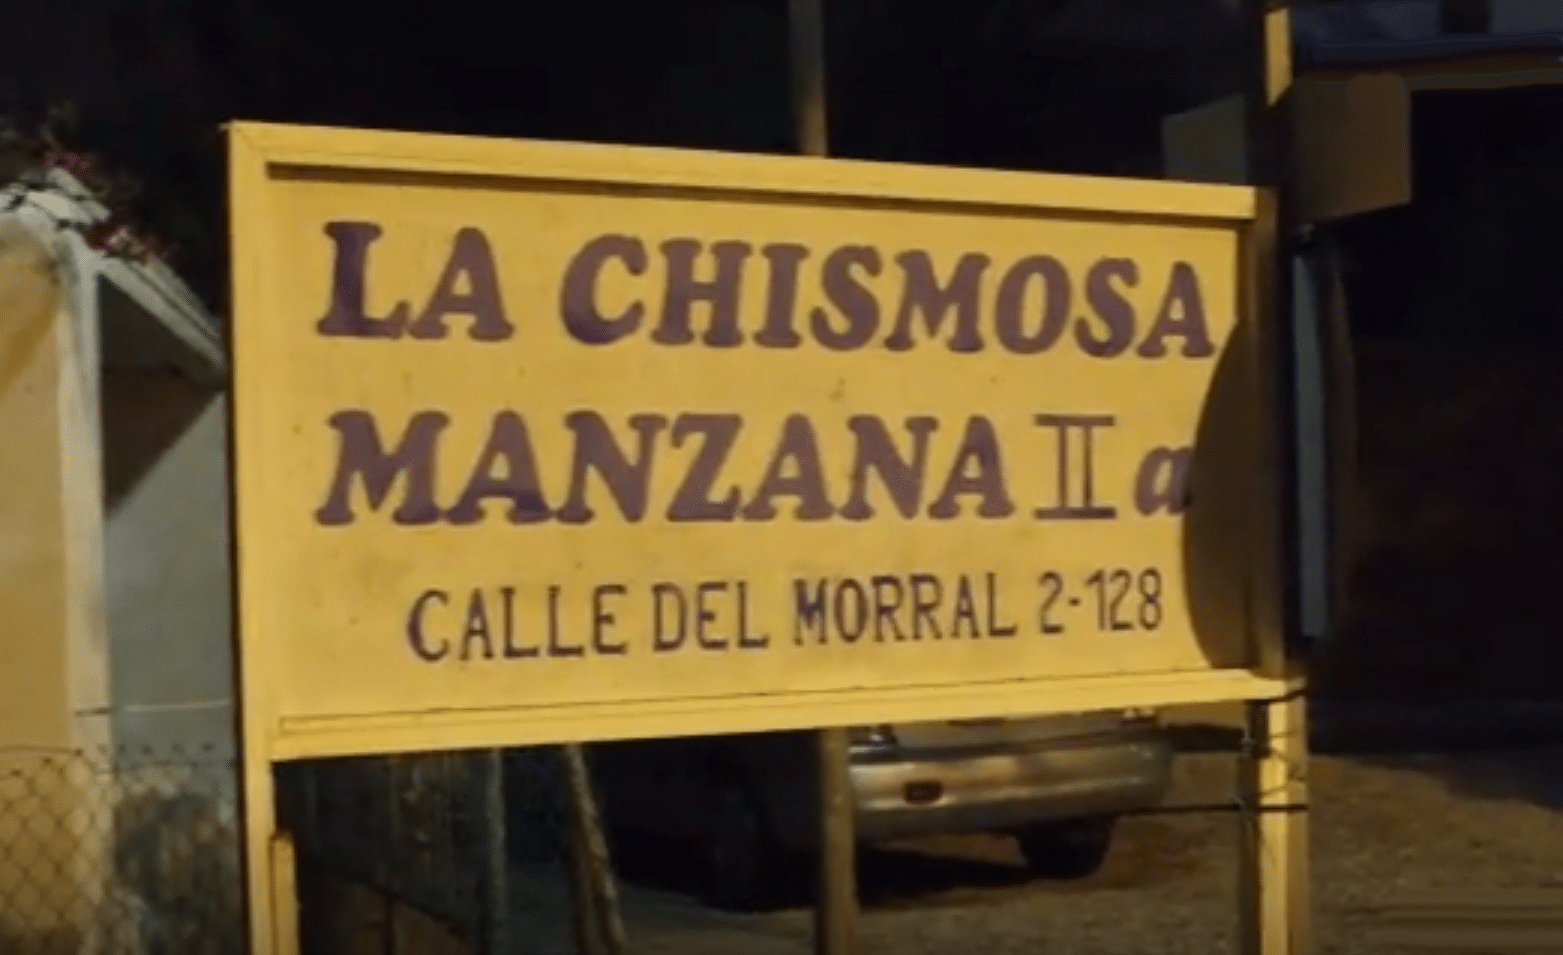 LA CHISMOSA
MANZANA II a
CALLE DEL MORRAL 2-128